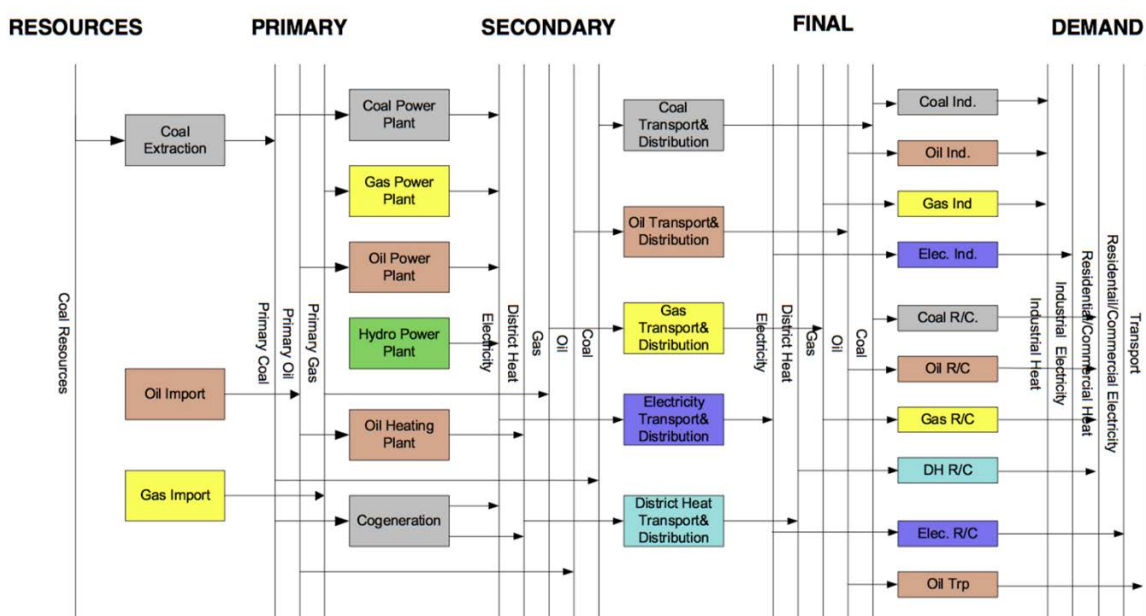 RESOURCES
PRIMARY
SECONDARY
FINAL
DEMAND
Coal Resources
Coal
Extraction
Oil Import
Gas Import
Primary Coal
Primary Oil
Primary Gas
Coal Power
Plant
Gas Power
Plant
Oil Power
Plant
Hydro Power
Plant
Oil Heating
Plant
Cogeneration
Electricity
District Heat
Gas
Oil
Coal
Coal
Transport&
Distribution
Oil Transport&
Distribution
Gas
Transport&
Distribution
Electricity
Transport&
Distribution
District Heat
Transport&
Distribution
Electricity
District Heat
Gas
Oil
Coal
Coal Ind.
Oil Ind.
Gas Ind
Elec. Ind.
Coal R/C.
Oil R/C
Gas R/C
DH R/C
Elec. R/C
Oil Trp
Industrial Heat
Industrial Electricity
Residential/Commercial Heat
Residentail/Commercial Electricity
Transport